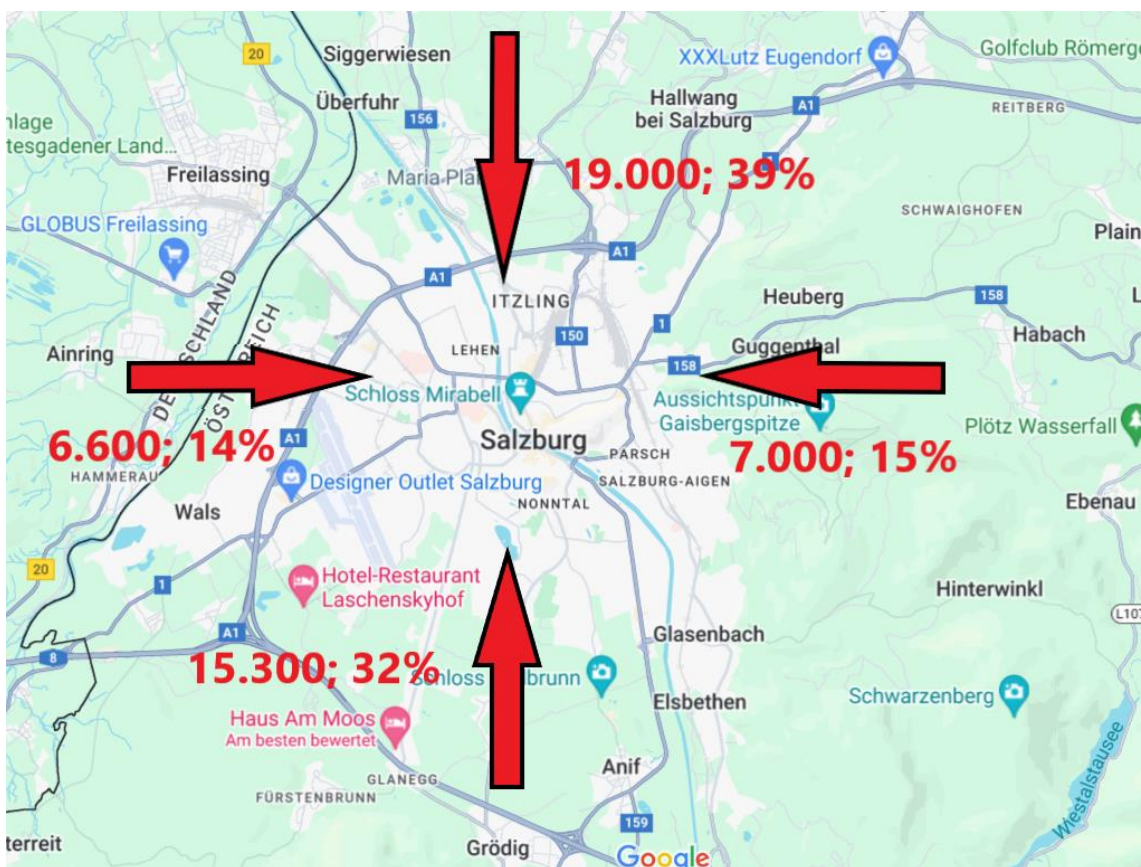 20
Siggerwiesen
XXXLutz Eugendorf
Golfclub Römerge
Überfuhr
156
Hallwang
bei Salzburg
A1
REITBERG
nlage
tesgadener Land...
Freilassing
Maria Pla
1
19.000; 39%
SCHWAIGHOFEN
GLOBUS Freilassing
Plain
A1
A1
DEUTSCHLAND
ÖSTERREICH
ITZLING
Heuberg
158
L
Ainring
LEHEN
150
1
158
Guggenthal
Habach
Schloss Mirabell
Aussichtspunkt
Gaisbergspitze
Plötz Wasserfall
6.600; 14%
A1
Salzburg
PARSCH
7.000; 15%
HAMMERAU
Designer Outlet Salzburg
SALZBURG-AIGEN
Ebenau
Wals
NONNTAL
20
1
Hotel-Restaurant
Laschenskyhof
Hinterwinkl
L107
A1
8
Glasenbach
15.300; 32%
brunn
Elsbethen
Schwarzenberg
Haus Am Moos
Am besten bewertet
Wiestalstausee
GLANEGG
Anif
FÜRSTENBRUNN
159
terreit
Grödig
Google